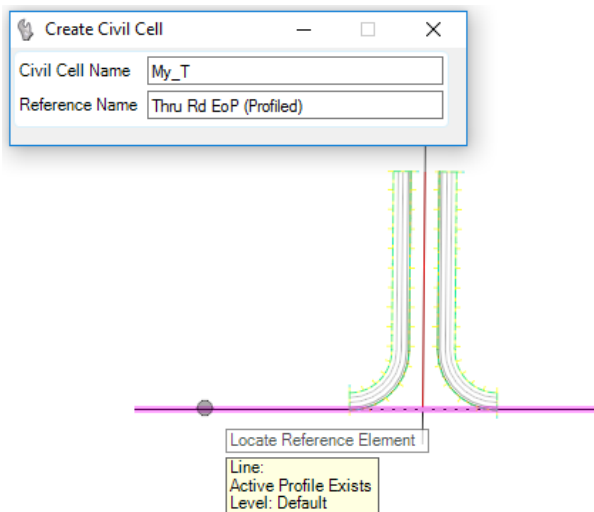 Create Civil Cell
Civil Cell Name My_T
Reference Name Thru Rd EoP (Profiled)
Locate Reference Element
Line:
Active Profile Exists
Level: Default